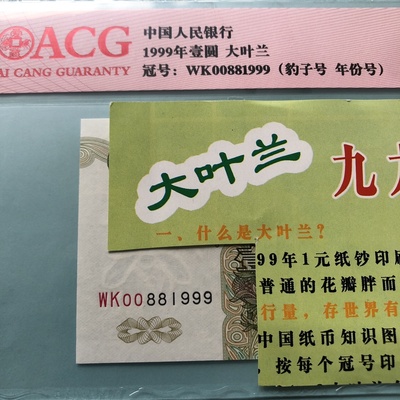 ACG
AI CANG GUARANTY
中国人民银行
1999年壹圆 大叶兰
冠号：WK00881999（豹子号 年份号）
大叶兰
九
一、什么是大叶兰？
99年1元纸钞印刷
普通的花瓣胖而
行量，存世界有
中国纸币知识图
按每个冠号印
WK00881999